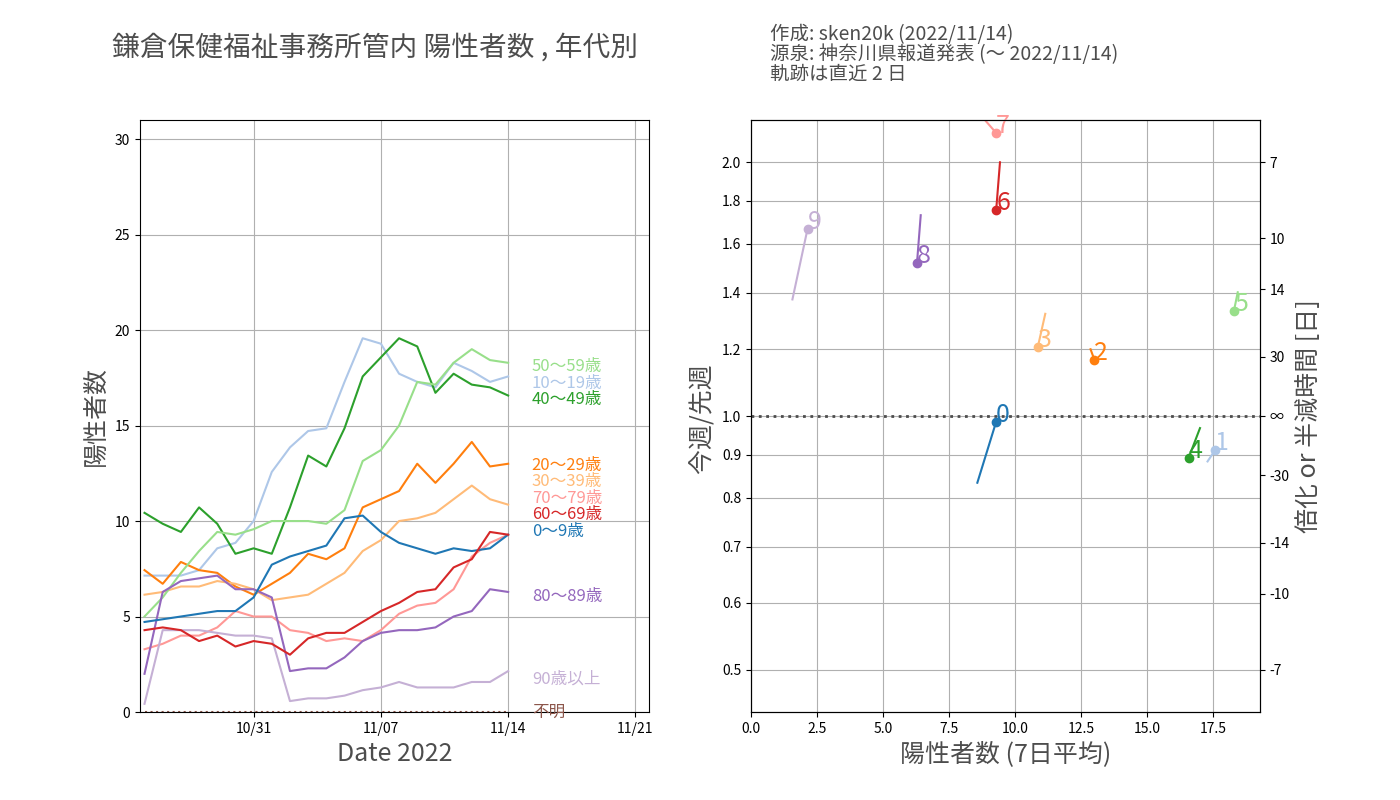 鎌倉保健福祉事務所管内 陽性者数 , 年代別
作成: sken20k (2022/11/14)
源泉: 神奈川県報道発表 (〜 2022/11/14)
軌跡は直近 2 日
陽性者数
30
25
20
15
10
5
0
50〜59歳
10〜19歳
40〜49歳
20〜29歳
30〜39歳
70〜79歳
60〜69歳
0〜9歳
80〜89歳
90歳以上
不明
10/31
11/07
11/14
11/21
Date 2022
今週/先週
2.0
1.8
1.6
1.4
1.2
1.0
0.9
0.8
0.7
0.6
0.5
7
6
9
8
5
3
2
0
1
4
0.0
2.5
5.0
7.5
10.0
12.5
15.0
17.5
陽性者数 (7日平均)
7
10
14
30
∞
-30
-14
-10
-7
倍化 or 半減時間 [日]